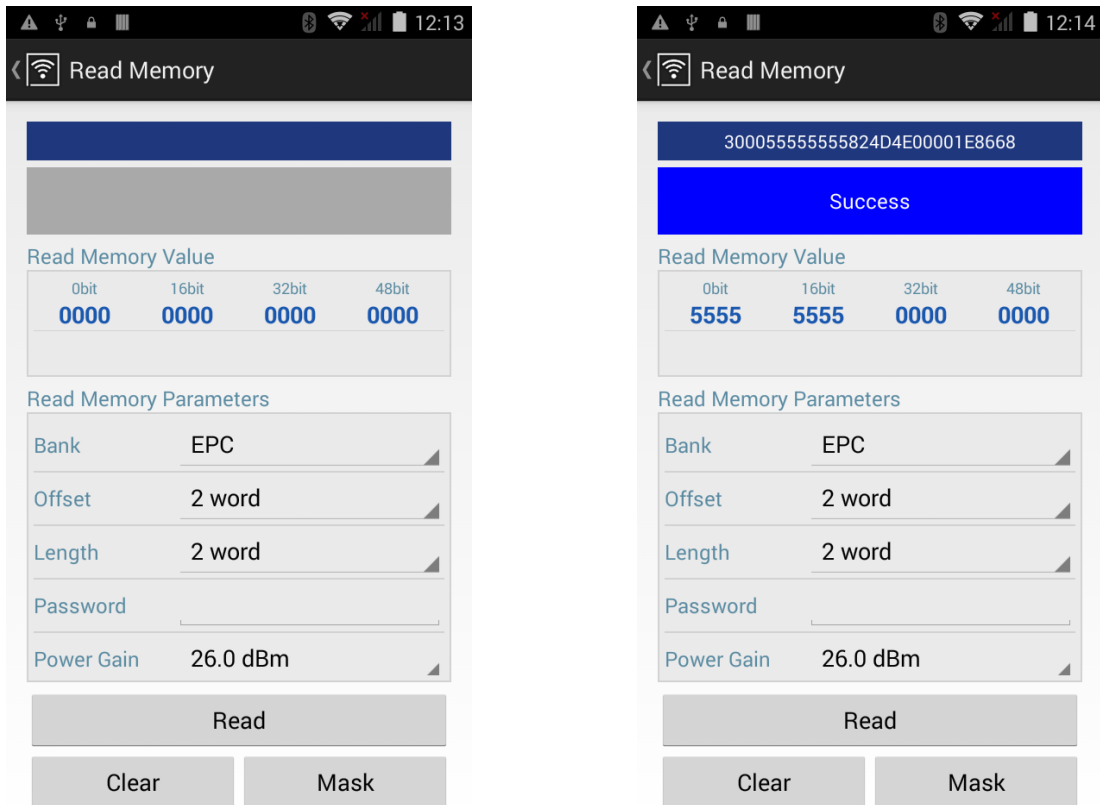 12:13
Read Memory
Read Memory Value
0bit 16bit 32bit 48bit
0000 0000 0000 0000
Read Memory Parameters
Bank EPC
Offset 2 word
Length 2 word
Password
Power Gain 26.0 dBm
Read
Clear Mask
12:14
Read Memory
300055555555824D4E00001E8668
Success
Read Memory Value
0bit 16bit 32bit 48bit
5555 5555 0000 0000
Read Memory Parameters
Bank EPC
Offset 2 word
Length 2 word
Password
Power Gain 26.0 dBm
Read
Clear Mask